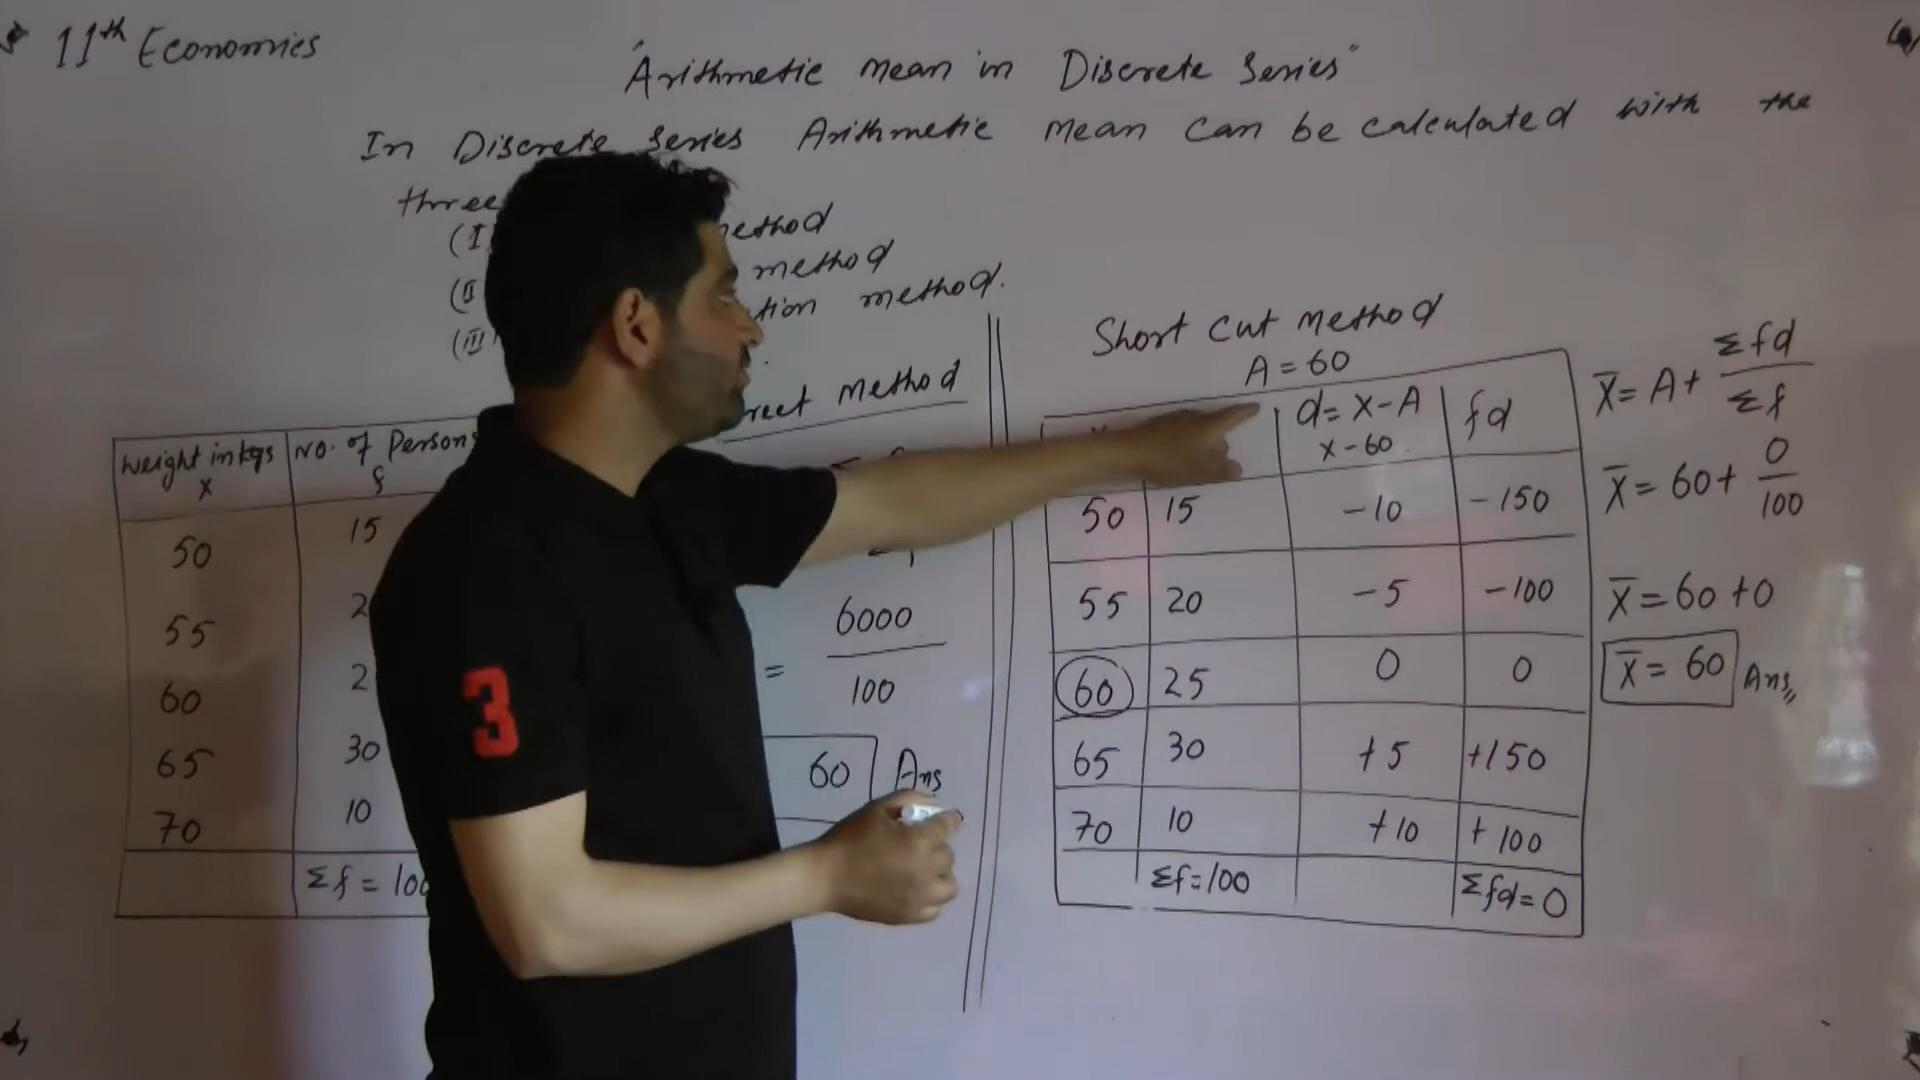 11th Economics
"Arithmetic mean in Discrete Series"
In Discrete Series Arithmetic mean can be calculated with the
three
(I method
(II method
(III tion method.
rect method
Weight in kgs
X
No. of Persons
f
50 15
55 2
60 2
65 30
70 10
Σf = 100
= 6000
100
60 Ans
3
Short cut method
A = 60
d = X - A
X - 60
fd
50 15 -10 -150
55 20 -5 -100
60 25 0 0
65 30 +5 +150
70 10 +10 +100
Σf = 100 Σfd = 0
X̄ = A + Σfd
Σf
X̄ = 60 + 0
100
X̄ = 60 + 0
X̄ = 60 Ans,,